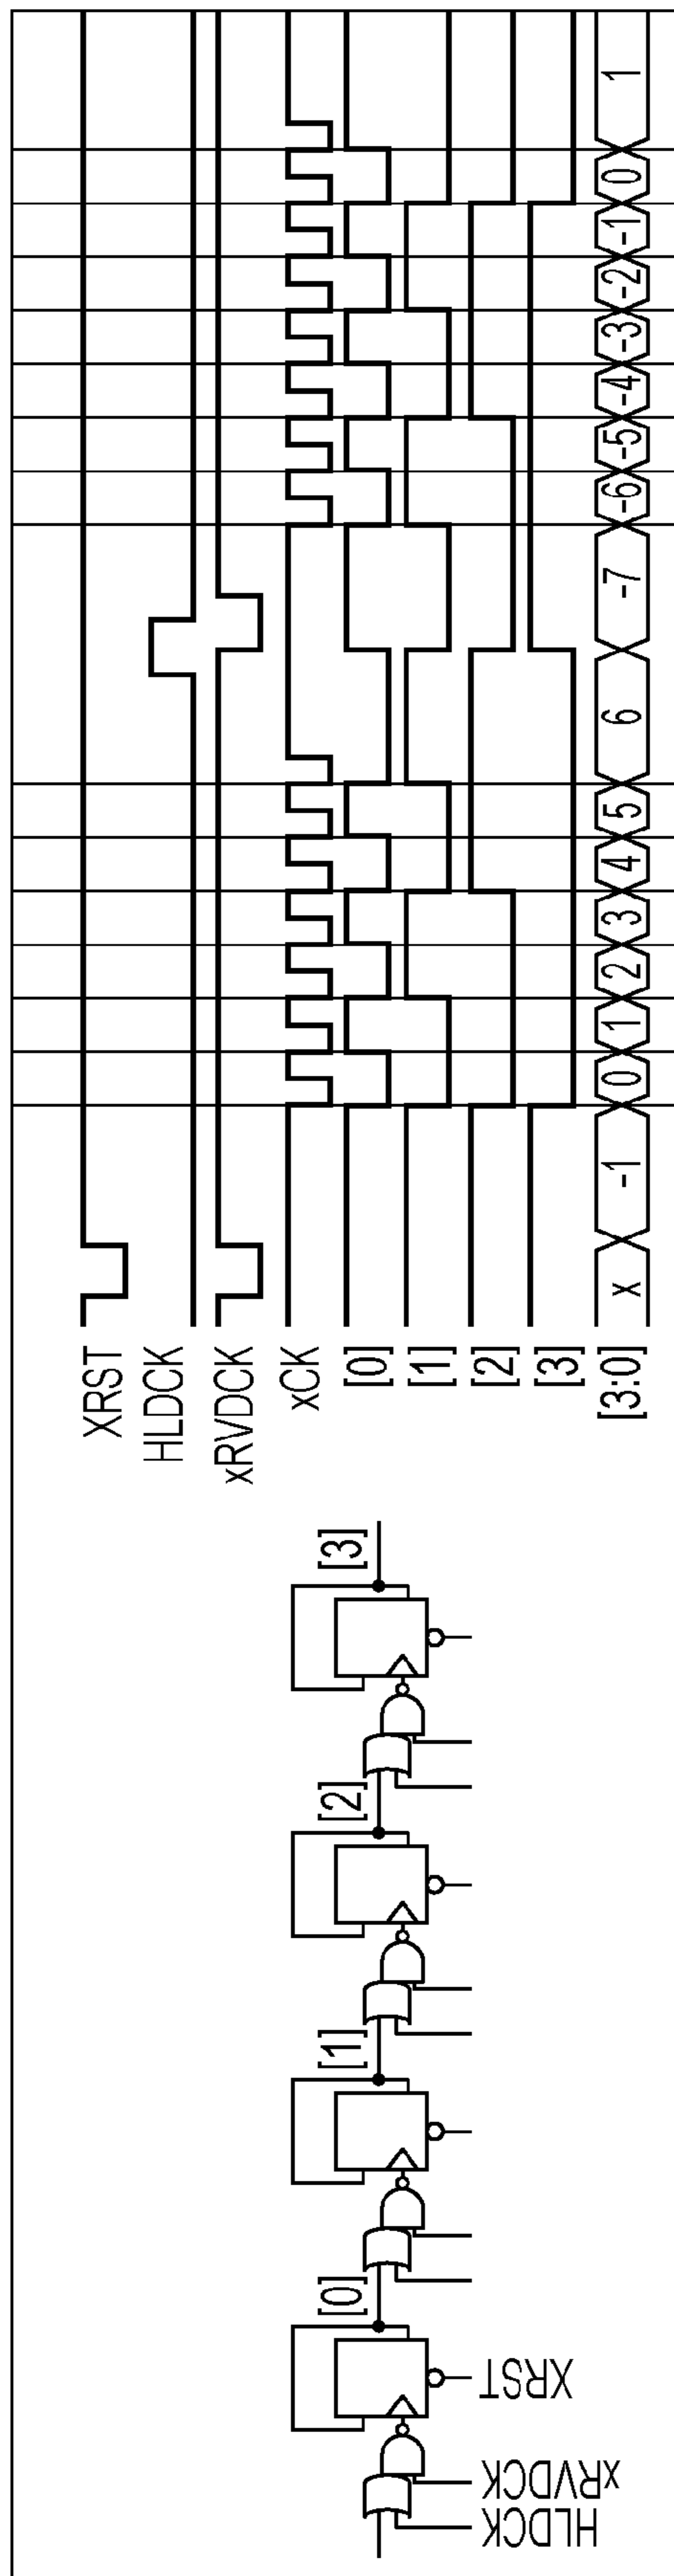 XRST
HLDCK
xRVDCK
xCK
[0]
[1]
[2]
[3]
[3:0]
x -1 0 1 2 3 4 5 6 -7 -6 -5 -4 -3 -2 -1 0 1
[0] [1] [2] [3]
HLDCK
xRVDCK
XRST